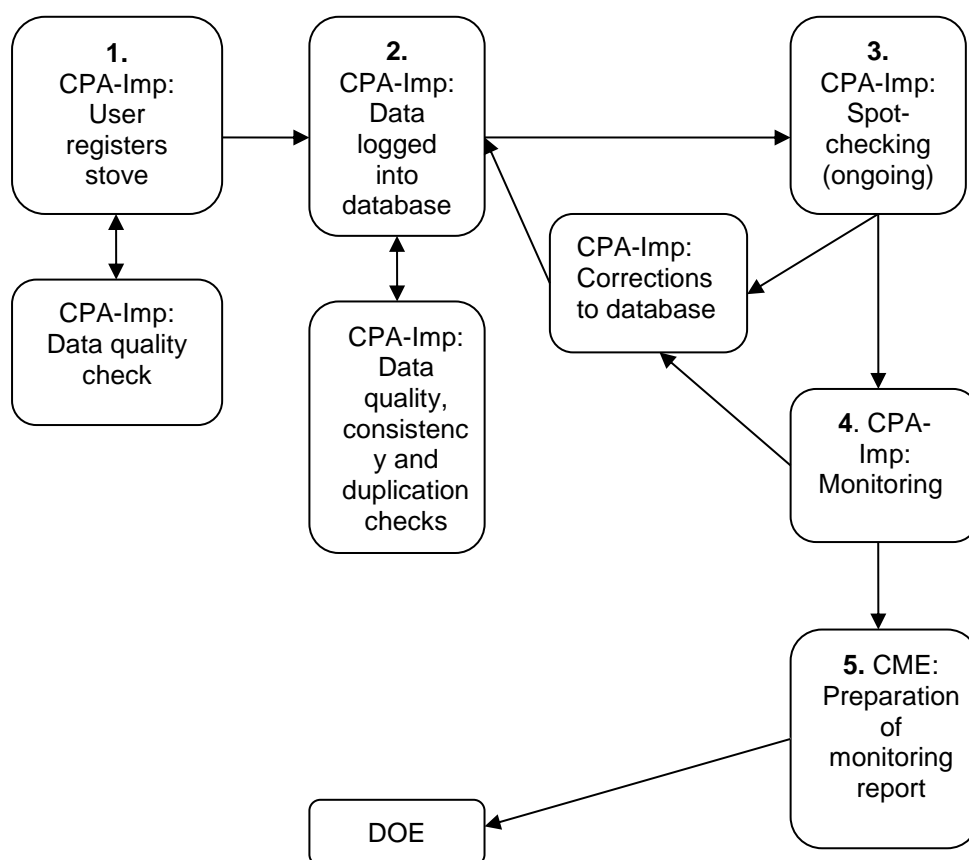 1.
CPA-Imp:
User
registers
stove
2.
CPA-Imp:
Data
logged
into
database
3.
CPA-Imp:
Spot-
checking
(ongoing)
CPA-Imp:
Data quality
check
CPA-Imp:
Data
quality,
consistenc
y and
duplication
checks
CPA-Imp:
Corrections
to database
4. CPA-
Imp:
Monitoring
5. CME:
Preparation
of
monitoring
report
DOE